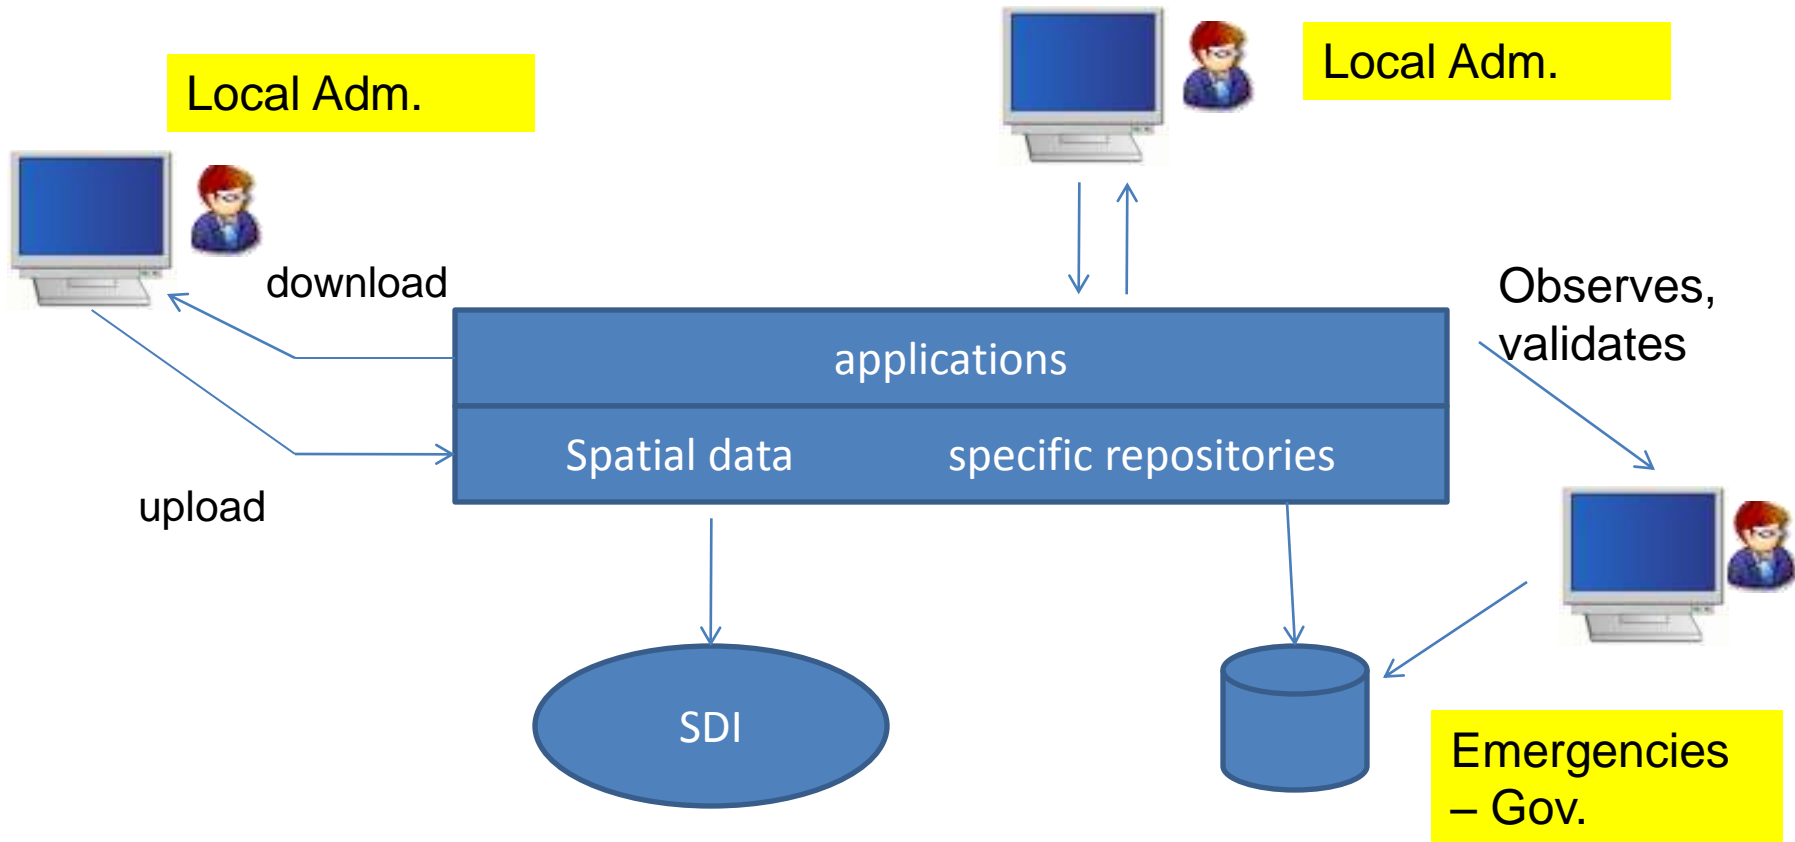 Local Adm.
Local Adm.
download
Observes,
validates
applications
Spatial data
specific repositories
upload
SDI
Emergencies
– Gov.